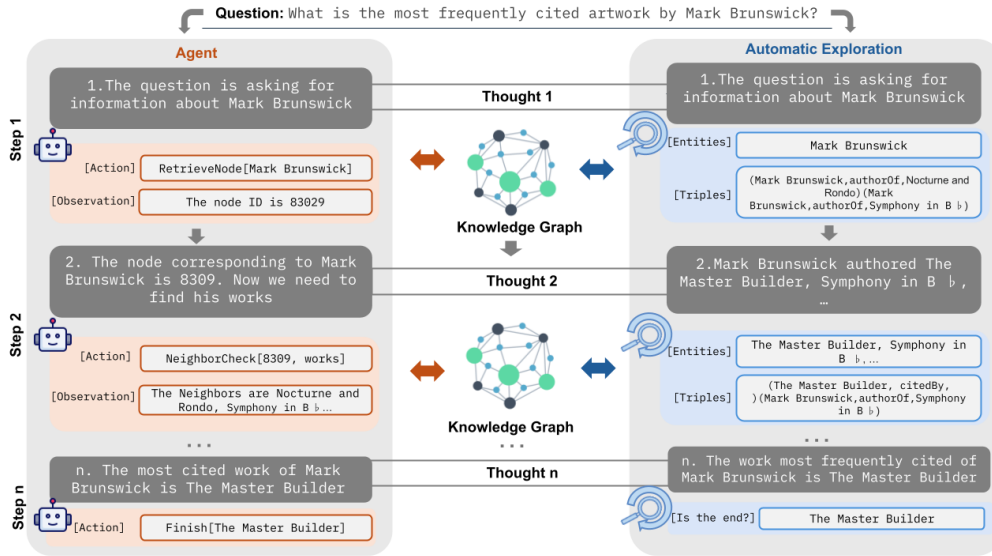 Question: What is the most frequently cited artwork by Mark Brunswick?
Agent
Automatic Exploration
Step 1
1.The question is asking for
information about Mark Brunswick
Thought 1
1.The question is asking for
information about Mark Brunswick
[Action]
RetrieveNode[Mark Brunswick]
[Observation]
The node ID is 83029
Knowledge Graph
[Entities]
Mark Brunswick
[Triples]
(Mark Brunswick,authorOf,Nocturne and
Rondo)(Mark
Brunswick,authorOf,Symphony in B ♭)
Step 2
2. The node corresponding to Mark
Brunswick is 8309. Now we need to
find his works
Thought 2
2.Mark Brunswick authored The
Master Builder, Symphony in B ♭,
…
[Action]
NeighborCheck[8309, works]
[Observation]
The Neighbors are Nocturne and
Rondo, Symphony in B ♭...
Knowledge Graph
[Entities]
The Master Builder, Symphony in
B ♭,...
[Triples]
(The Master Builder, citedBy,
)(Mark Brunswick,authorOf,Symphony
in B ♭)
...
...
...
Step n
n. The most cited work of Mark
Brunswick is The Master Builder
Thought n
n. The work most frequently cited of
Mark Brunswick is The Master Builder
[Action]
Finish[The Master Builder]
[Is the end?]
The Master Builder